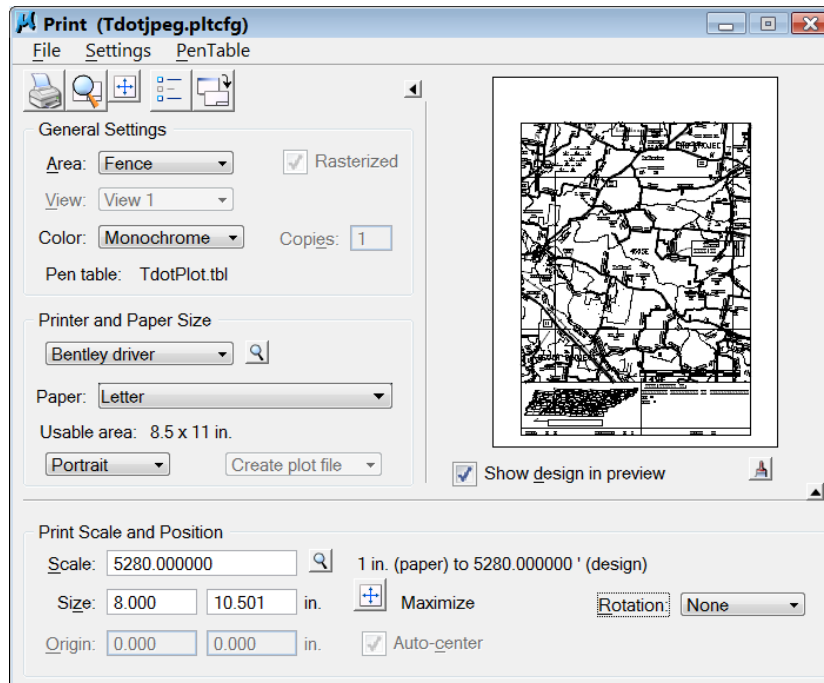 Print (Tdotjpeg.pltcfg)
File Settings PenTable
General Settings
Area: Fence Rasterized
View: View 1
Color: Monochrome Copies: 1
Pen table: TdotPlot.tbl
Printer and Paper Size
Bentley driver
Paper: Letter
Usable area: 8.5 x 11 in.
Portrait Create plot file
Show design in preview
Print Scale and Position
Scale: 5280.000000 1 in. (paper) to 5280.000000 ' (design)
Size: 8.000 10.501 in. Maximize Rotation: None
Origin: 0.000 0.000 in. Auto-center